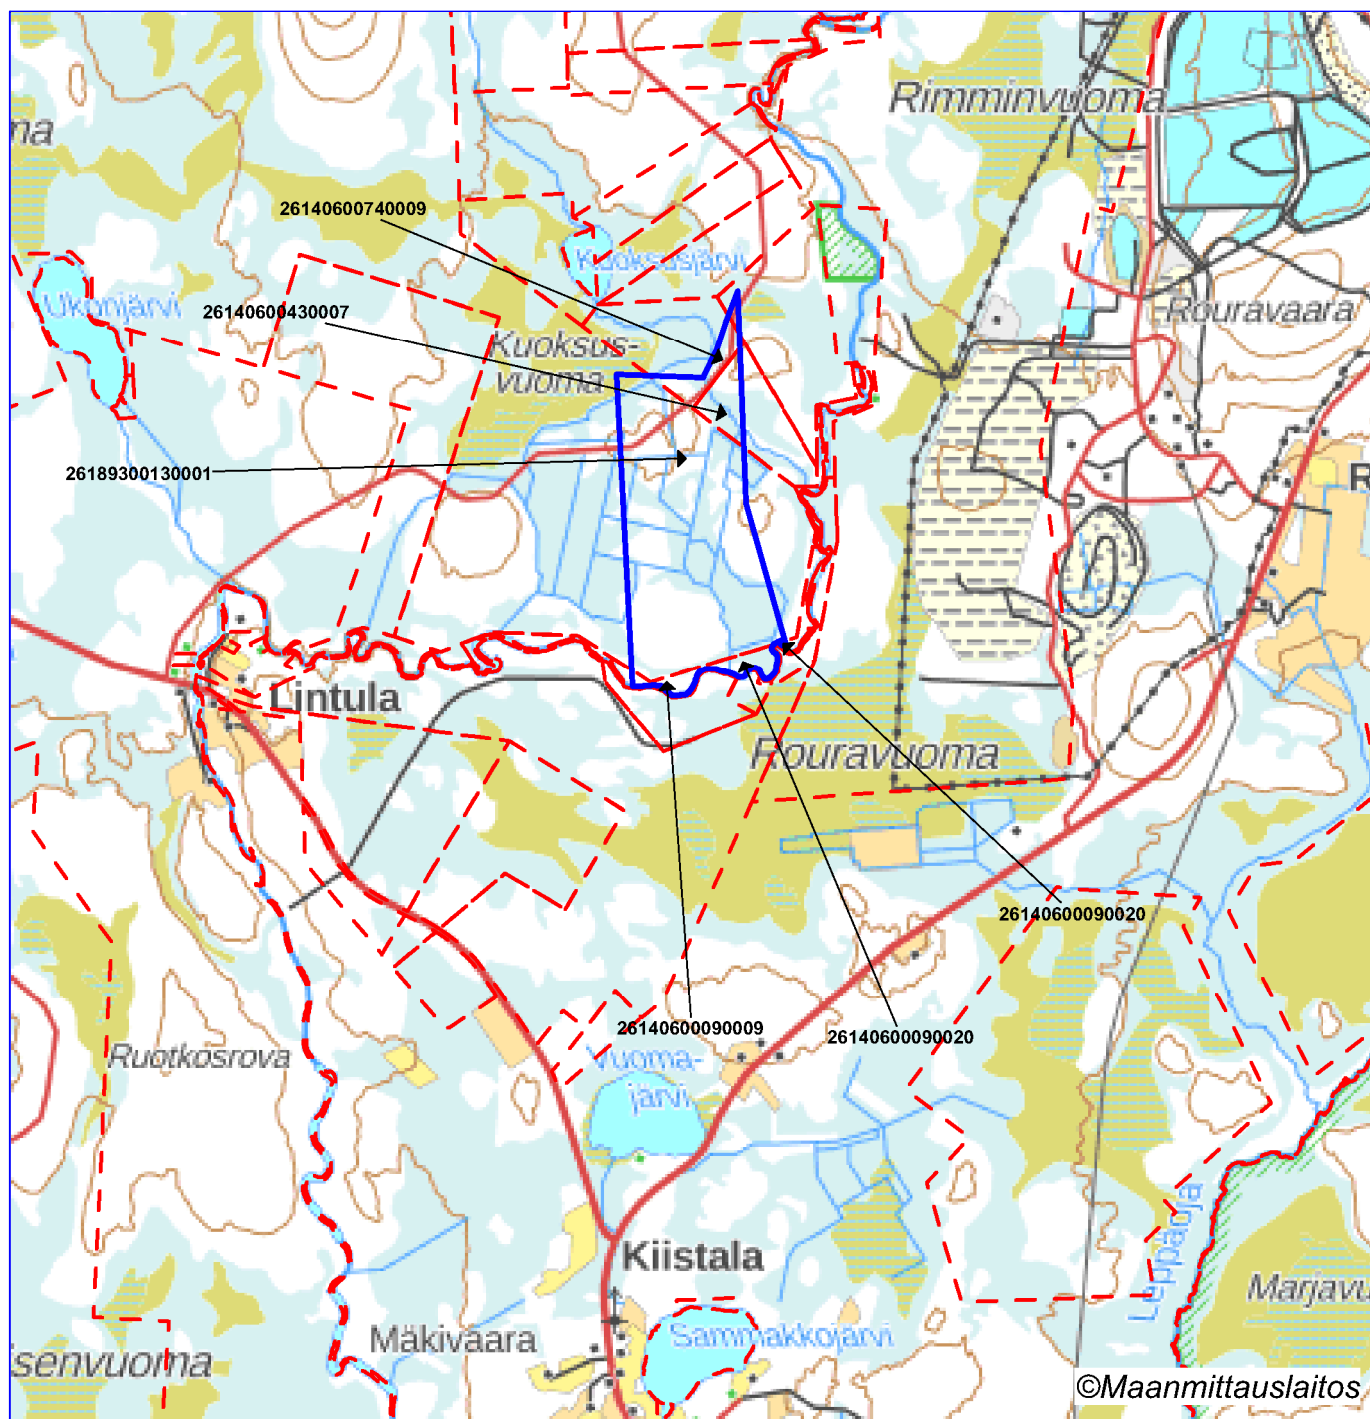 Rimminvuoma
ma
26140600740009
Kuoksusjärvi
Ukonjärvi
26140600430007
Rouravaara
Kuoksus-
vuoma
26189300130001
R
Lintula
Rouravuoma
26140600090020
26140600090009
26140600090020
Ruotkosrova
Vuoma-
järvi
Leppäoja
Kiistala
Marjavu
Mäkivaara
Sammakkojärvi
isenvuoma
©Maanmittauslaitos